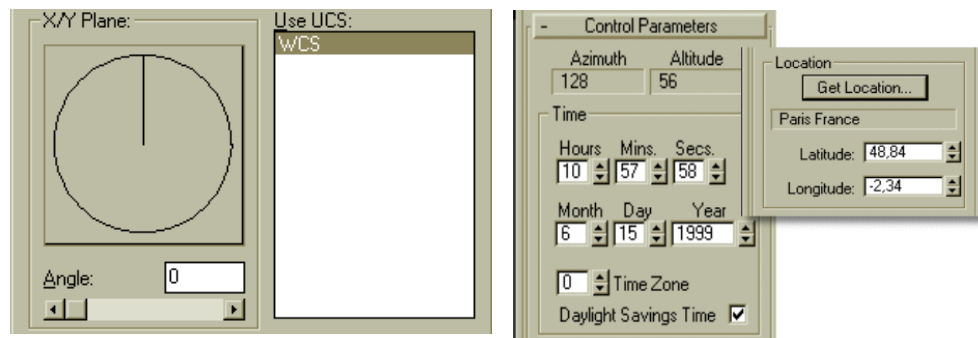 X/Y Plane:
Use UCS:
WCS
Angle:
0
- Control Parameters
Azimuth Altitude
128 56
Time
Hours Mins. Secs.
10 57 58
Month Day Year
6 15 1999
0 Time Zone
Daylight Savings Time
Location
Get Location...
Paris France
Latitude: 48,84
Longitude: -2,34